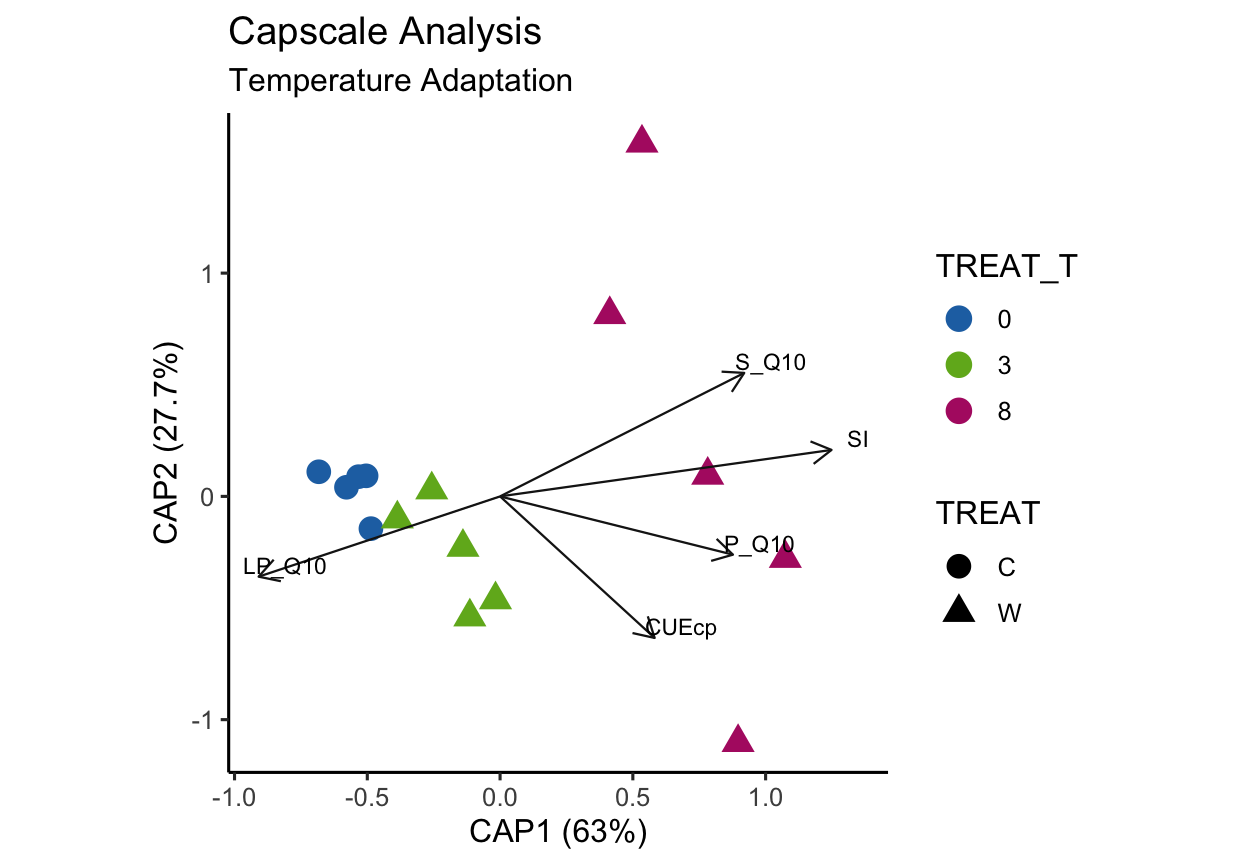 Capscale Analysis
Temperature Adaptation
CAP2 (27.7%)
1
0
-1
-1.0
-0.5
0.0
0.5
1.0
CAP1 (63%)
S_Q10
SI
P_Q10
LP_Q10
CUEcp
TREAT_T
0
3
8
TREAT
C
W